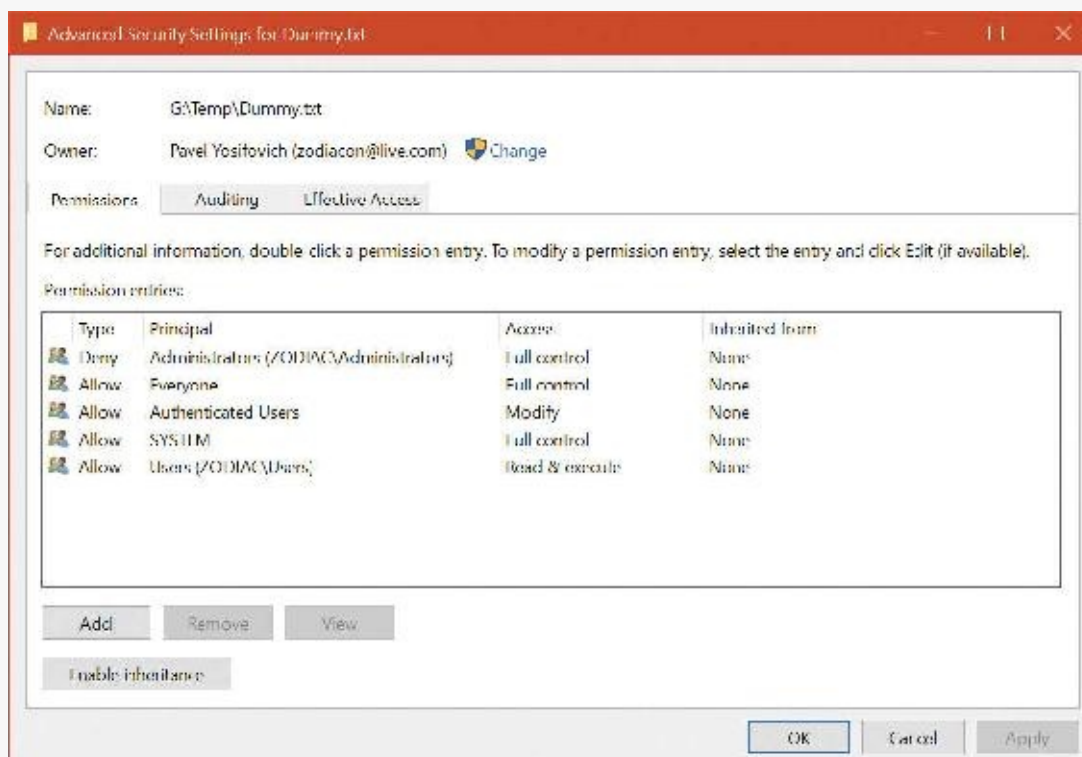 Advanced Security Settings for Dummy.txt
Name: G:\Temp\Dummy.txt
Owner: Pavel Yosifovich (zodiacon@live.com) Change
Permissions Auditing Effective Access
For additional information, double-click a permission entry. To modify a permission entry, select the entry and click Edit (if available).
Permission entries:
Type Principal Access Inherited from
Deny Administrators (ZODIAC\Administrators) Full control None
Allow Everyone Full control None
Allow Authenticated Users Modify None
Allow SYSTEM Full control None
Allow Users (ZODIAC\Users) Read & execute None
Add Remove View
Enable inheritance
OK Cancel Apply